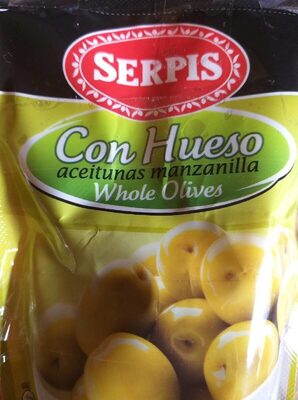 SERPIS
Con Hueso
aceitunas manzanilla
Whole Olives